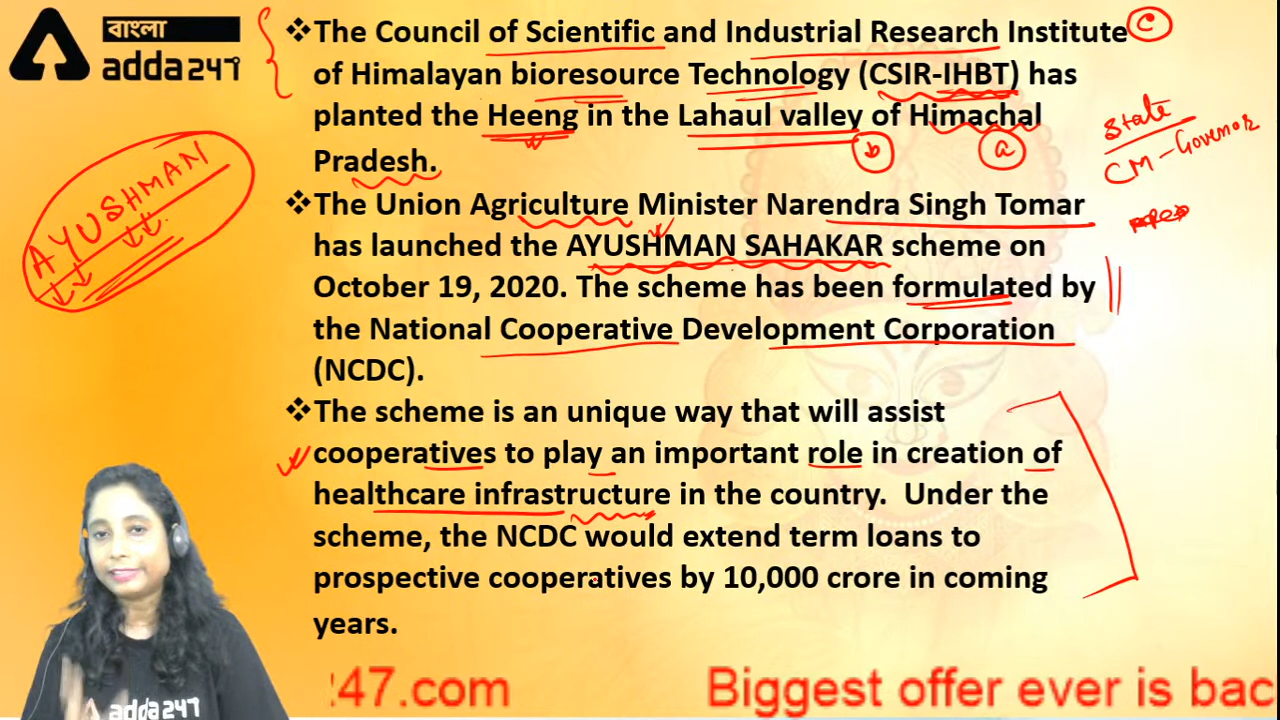 বাংলা
adda247
❖The Council of Scientific and Industrial Research Institute
of Himalayan bioresource Technology (CSIR-IHBT) has
planted the Heeng in the Lahaul valley of Himachal
Pradesh.
❖The Union Agriculture Minister Narendra Singh Tomar
has launched the AYUSHMAN SAHAKAR scheme on
October 19, 2020. The scheme has been formulated by
the National Cooperative Development Corporation
(NCDC).
❖The scheme is an unique way that will assist
cooperatives to play an important role in creation of
healthcare infrastructure in the country. Under the
scheme, the NCDC would extend term loans to
prospective cooperatives by 10,000 crore in coming
years.
C
b
a
State
CM - Governor
AYUSHMAN
বাংলা
adda247
247.com Biggest offer ever is bac